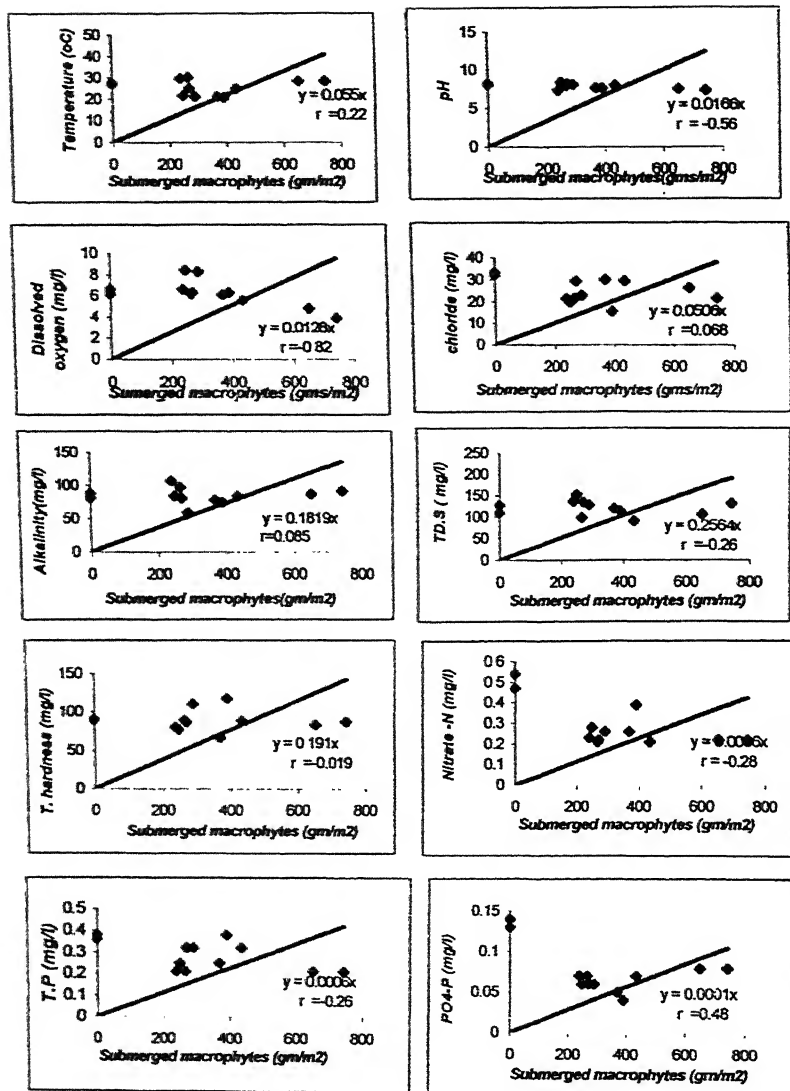 Temperature (oC)
50
40
30
20
10
0
y = 0.055x
r = 0.22
0 200 400 600 800
Submerged macrophytes (gm/m2)
pH
15
10
5
0
y = 0.0166x
r = -0.56
0 200 400 600 800
Submerged macrophytes(gms/m2)
Dissolved oxygen (mg/l)
10
8
6
4
2
0
y = 0.0128x
r=-0.82
0 200 400 600 800
Sumerged macrophytes (gms/m2)
chloride (mg/l)
40
30
20
10
0
y = 0.0506x
r = 0.068
0 200 400 600 800
Submerged macrophytes (gms/m2)
Alkalinity(mg/l)
150
100
50
0
y = 0.1819x
r=0.085
0 200 400 600 800
Submerged macrophytes(gm/m2)
TD.S ( mg/l)
250
200
150
100
50
0
y = 0.2564x
r = -0.26
0 200 400 600 800
Submerged macrophytes (gm/m2)
T. hardness (mg/l)
150
100
50
0
y = 0.191x
r = -0.019
0 200 400 600 800
Submerged macrophytes (gm/m2)
Nitrate -N (mg/l)
0.6
0.5
0.4
0.3
0.2
0.1
0
y = 0.0006x
r = -0.28
0 200 400 600 800
Submerged macrophytes (gm/m2)
T.P (mg/l)
0.5
0.4
0.3
0.2
0.1
0
y = 0.0006x
r = -0.26
0 200 400 600 800
Submerged macrophytes (gm/m2)
PO4-P (mg/l)
0.15
0.1
0.05
0
y = 0.0001x
r =0.48
0 200 400 600 800
Submerged macrophytes (gm/m2)